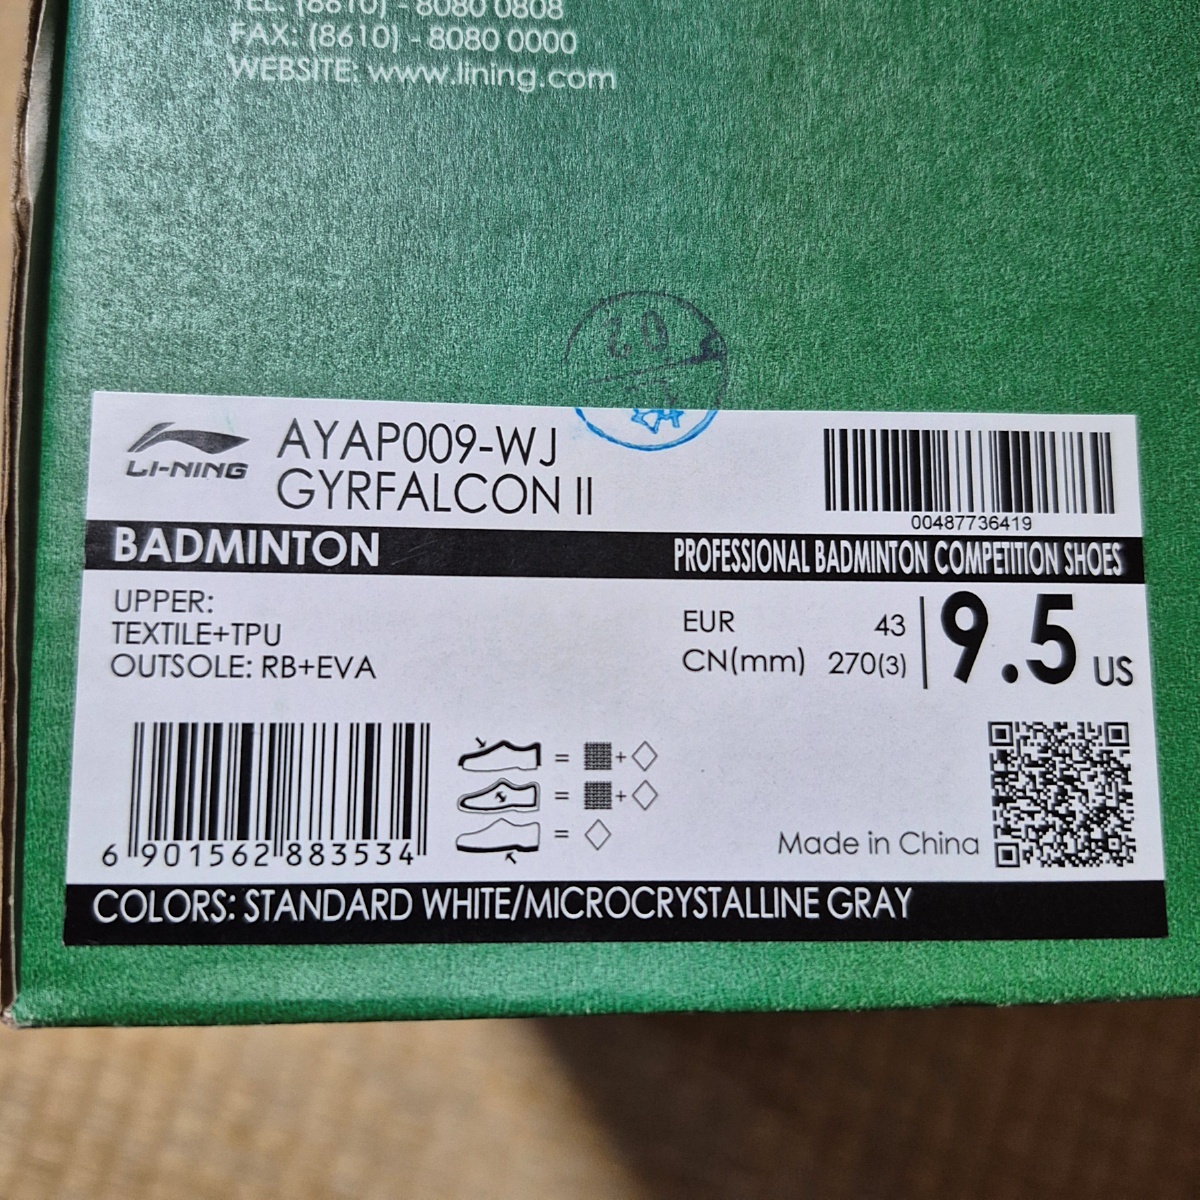 TEL: (8610) - 8080 0808
FAX: (8610) - 8080 0000
WEBSITE: www.lining.com
LI-NING
AYAP009-WJ
GYRFALCON II
00487736419
BADMINTON
PROFESSIONAL BADMINTON COMPETITION SHOES
UPPER:
TEXTILE+TPU
OUTSOLE: RB+EVA
EUR 43
CN(mm) 270(3)
9.5 US
6 901562 883534
= +
= +
=
Made in China
COLORS: STANDARD WHITE/MICROCRYSTALLINE GRAY